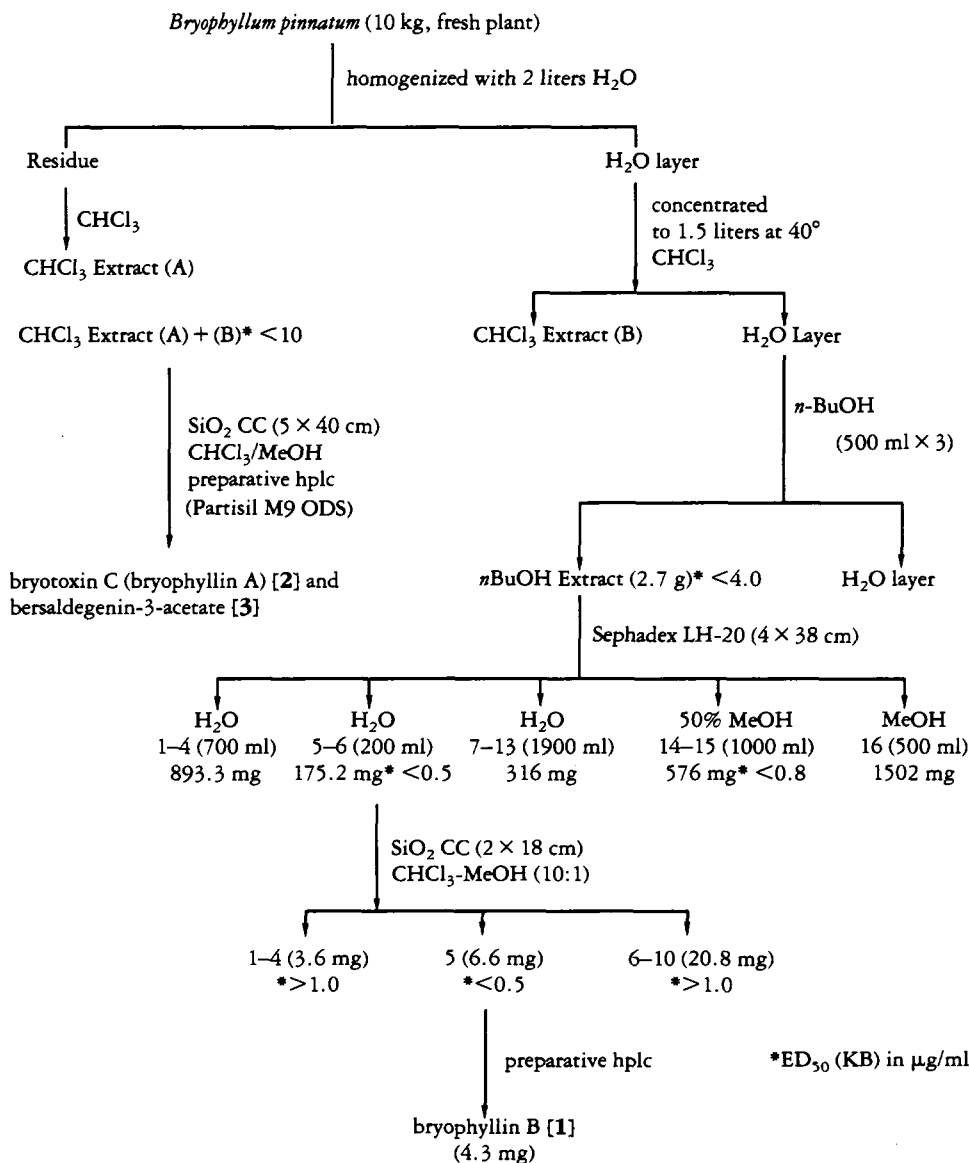 Bryophyllum pinnatum (10 kg, fresh plant)
homogenized with 2 liters H₂O
Residue
H₂O layer
CHCl₃
concentrated
to 1.5 liters at 40°
CHCl₃
CHCl₃ Extract (A)
CHCl₃ Extract (A) + (B)* <10
CHCl₃ Extract (B)
H₂O Layer
SiO₂ CC (5 × 40 cm)
CHCl₃/MeOH
preparative hplc
(Partisil M9 ODS)
n-BuOH
(500 ml × 3)
bryotoxin C (bryophyllin A) [2] and
bersaldegenin-3-acetate [3]
nBuOH Extract (2.7 g)* <4.0
H₂O layer
Sephadex LH-20 (4 × 38 cm)
H₂O
1–4 (700 ml)
893.3 mg
H₂O
5–6 (200 ml)
175.2 mg* <0.5
H₂O
7–13 (1900 ml)
316 mg
50% MeOH
14–15 (1000 ml)
576 mg* <0.8
MeOH
16 (500 ml)
1502 mg
SiO₂ CC (2 × 18 cm)
CHCl₃-MeOH (10:1)
1–4 (3.6 mg)
*>1.0
5 (6.6 mg)
*<0.5
6–10 (20.8 mg)
*>1.0
preparative hplc
*ED₅₀ (KB) in μg/ml
bryophyllin B [1]
(4.3 mg)